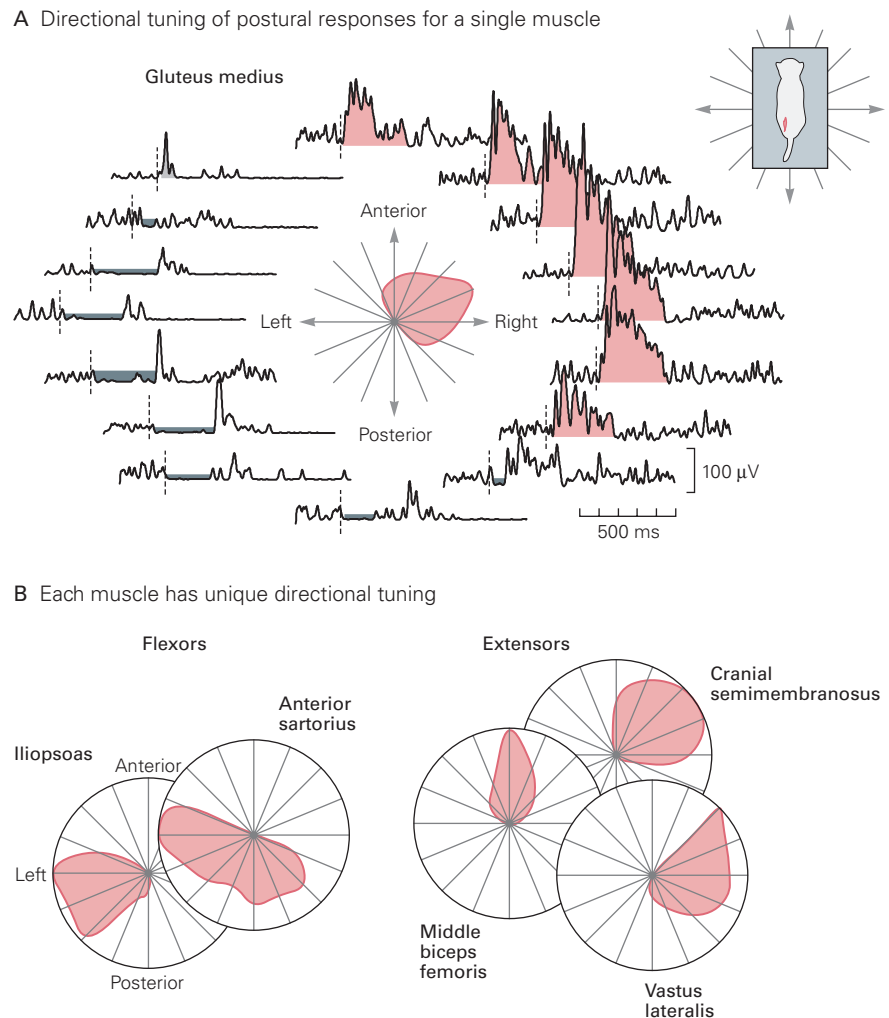 A Directional tuning of postural responses for a single muscle
Gluteus medius
Anterior
Left
Right
Posterior
100 μV
500 ms
B Each muscle has unique directional tuning
Flexors
Extensors
Cranial
semimembranosus
Anterior
sartorius
Iliopsoas
Anterior
Left
Posterior
Middle
biceps
femoris
Vastus
lateralis